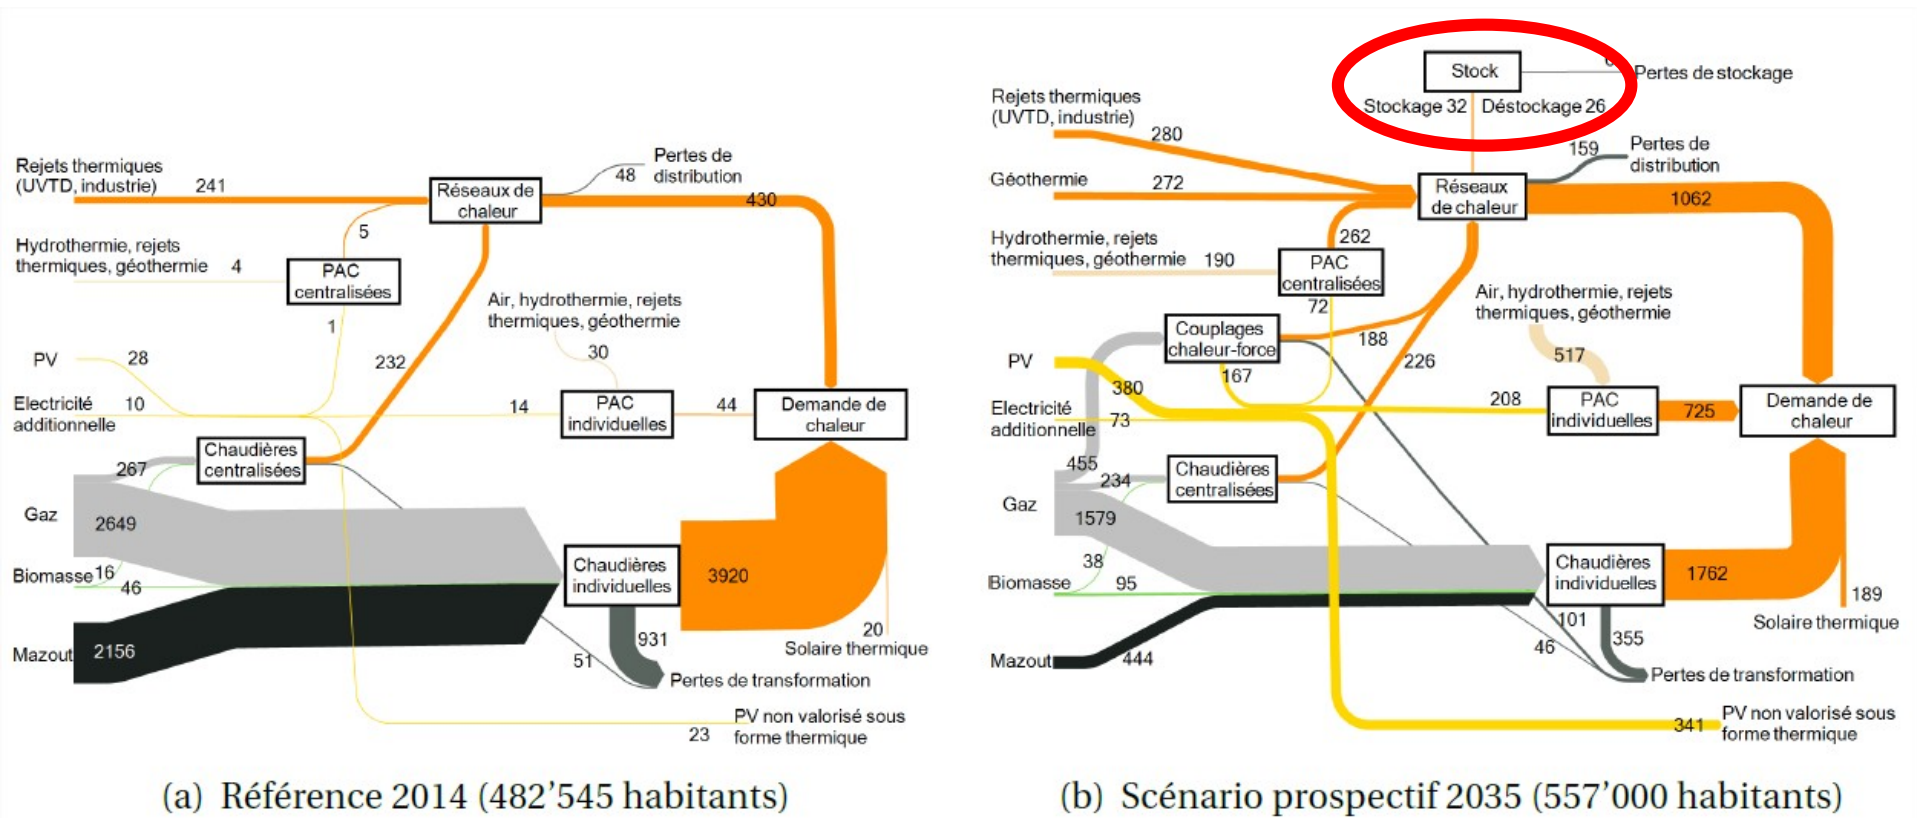 Rejets thermiques
(UVTD, industrie)
241
Réseaux de
chaleur
48
Pertes de
distribution
430
5
Hydrothermie, rejets
thermiques, géothermie
4
PAC
centralisées
1
Air, hydrothermie, rejets
thermiques, géothermie
30
PV
28
232
Electricité
additionnelle
10
14
PAC
individuelles
44
Demande de
chaleur
Chaudières
centralisées
267
Gaz
2649
Biomasse
16
46
Chaudières
individuelles
3920
Mazout
2156
931
51
20
Solaire thermique
Pertes de transformation
23
PV non valorisé sous
forme thermique
(a) Référence 2014 (482'545 habitants)
Stock
Pertes de stockage
Stockage 32
Déstockage 26
Rejets thermiques
(UVTD, industrie)
280
159
Pertes de
distribution
Géothermie
272
Réseaux
de chaleur
1062
Hydrothermie, rejets
thermiques, géothermie
190
262
PAC
centralisées
72
Air, hydrothermie, rejets
thermiques, géothermie
517
Couplages
chaleur-force
188
226
PV
380
167
Electricité
additionnelle
73
208
PAC
individuelles
725
Demande de
chaleur
455
234
Chaudières
centralisées
Gaz
1579
38
Biomasse
95
Chaudières
individuelles
1762
Mazout
444
101
355
46
189
Solaire thermique
Pertes de transformation
341
PV non valorisé sous
forme thermique
(b) Scénario prospectif 2035 (557'000 habitants)